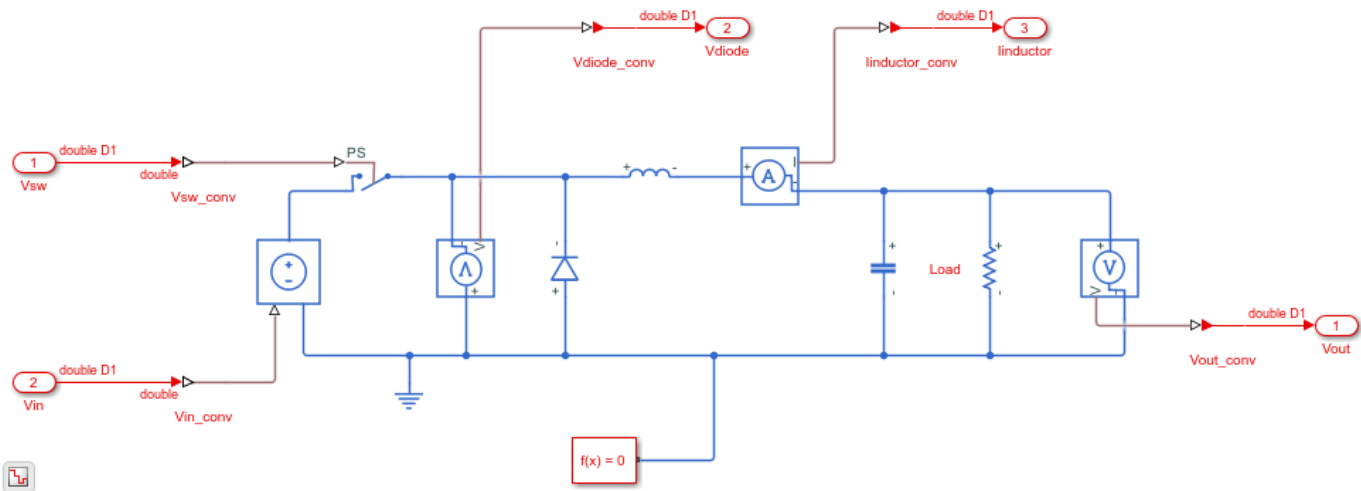 double D1
2
Vdiode
Vdiode_conv
double D1
3
Iinductor
Iinductor_conv
1
Vsw
double D1
double
Vsw_conv
PS
+
-
A
+
I
-
+
-
V
-
+
-
+
+
-
Load
+
-
V
+
V
-
double D1
1
Vout
Vout_conv
2
Vin
double D1
double
Vin_conv
f(x) = 0